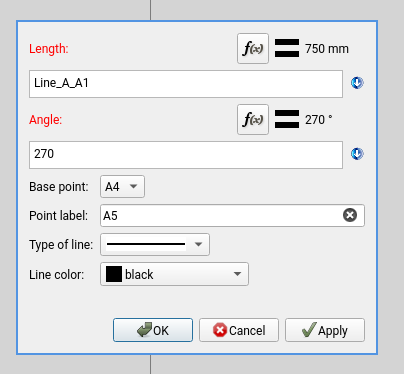 Length: f(x) 750 mm
Line_A_A1
Angle: f(x) 270 °
270
Base point: A4
Point label: A5
Type of line:
Line color: black
OK Cancel Apply